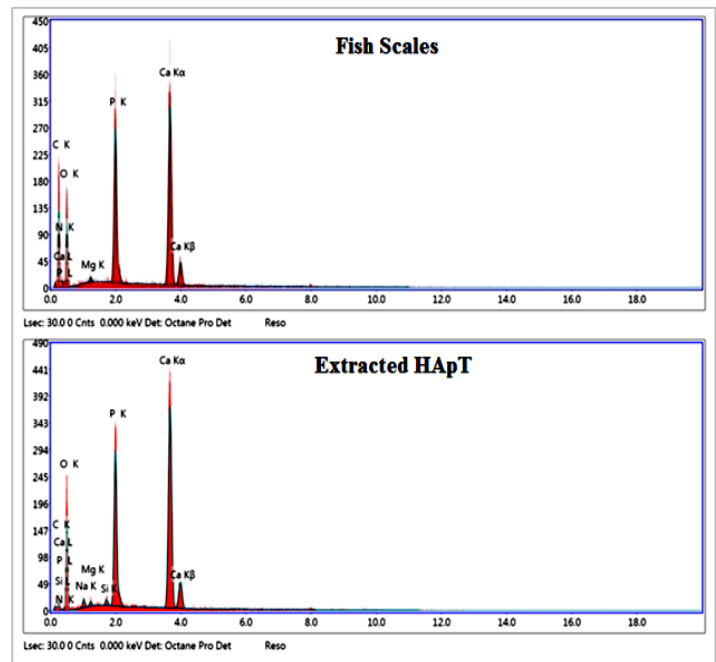 Fish Scales
450
405
360
315
270
225
180
135
90
45
0
Ca Kα
P K
C K
O K
N K
Ca L
P L
Mg K
Ca Kβ
0.0 2.0 4.0 6.0 8.0 10.0 12.0 14.0 16.0 18.0
Lsec: 30.0 0 Cnts 0.000 keV Det: Octane Pro Det Reso
Extracted HApT
490
441
392
343
294
245
196
147
98
49
0
Ca Kα
P K
O K
C K
Ca L
P L
Si L
N K
Na K
Mg K
Si K
Ca Kβ
0.0 2.0 4.0 6.0 8.0 10.0 12.0 14.0 16.0 18.0
Lsec: 30.0 0 Cnts 0.000 keV Det: Octane Pro Det Reso